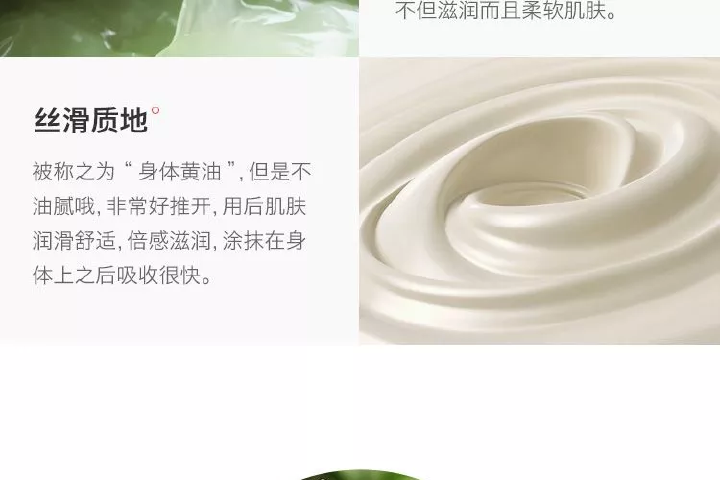 不但滋润而且柔软肌肤。
丝滑质地
被称之为“身体黄油”,但是不
油腻哦,非常好推开,用后肌肤
润滑舒适,倍感滋润,涂抹在身
体上之后吸收很快。